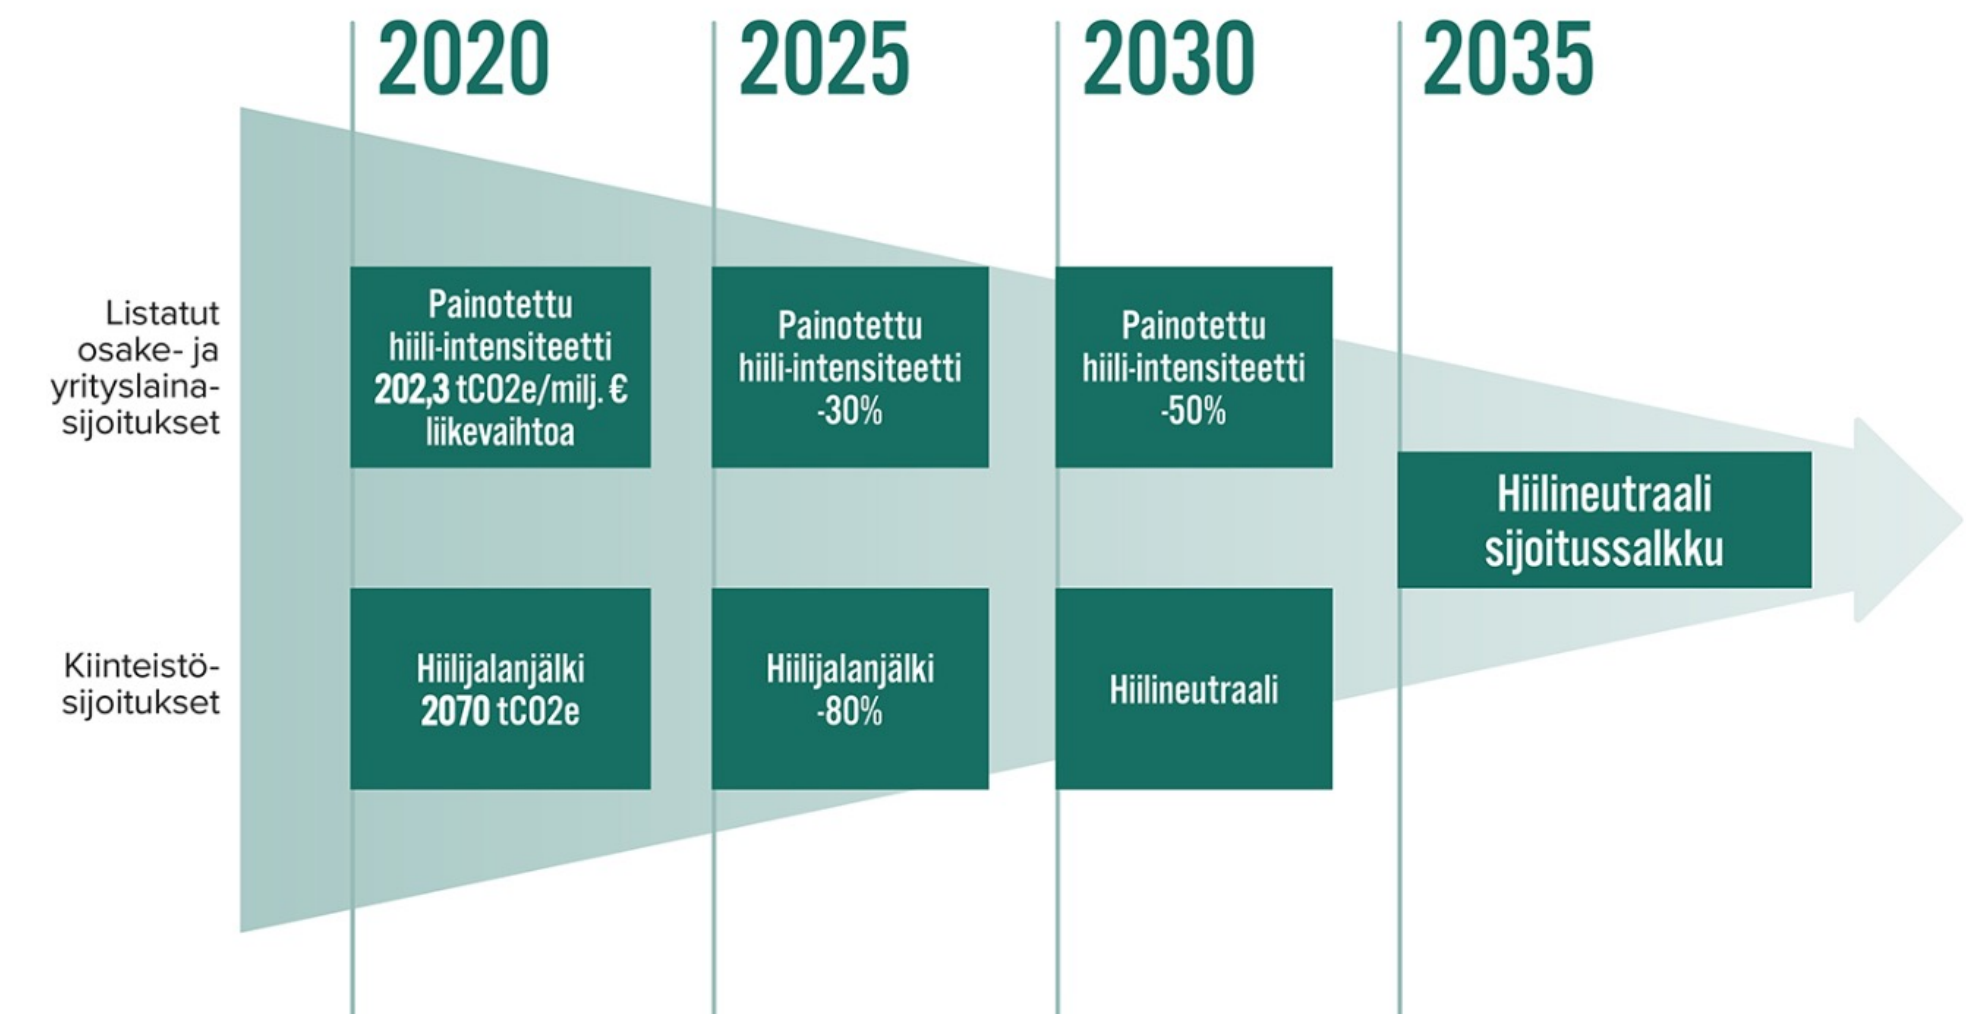 2020
2025
2030
2035
Listatut
osake- ja
yrityslaina-
sijoitukset
Painotettu
hiili-intensiteetti
202,3 tCO2e/milj. €
liikevaihtoa
Painotettu
hiili-intensiteetti
-30%
Painotettu
hiili-intensiteetti
-50%
Hiilineutraali
sijoitussalkku
Kiinteistö-
sijoitukset
Hiilijalanjälki
2070 tCO2e
Hiilijalanjälki
-80%
Hiilineutraali